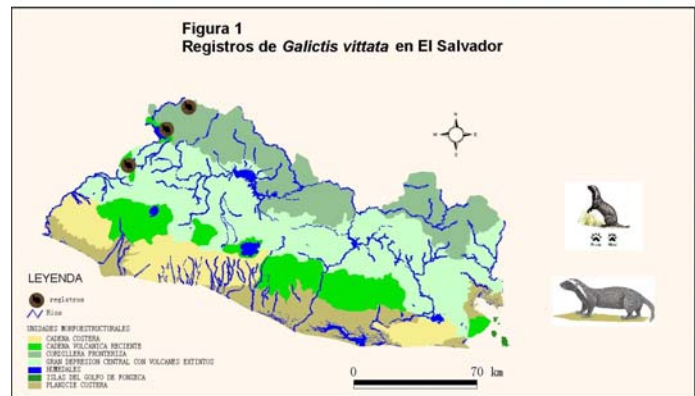 Figura 1
Registros de Galictis vittata en El Salvador
N
W
E
LEYENDA
registros
Rios
UNIDADES MORFOESTRUCTURALES
CADENA COSTERA
CADENA VOLCANICA RECIENTE
CORDILLERA FRONTERIZA
GRAN DEPRESION CENTRAL CON VOLCANES EXTINTOS
HUMEDALES
ISLAS DEL GOLFO DE FONSECA
PLANICIE COSTERA
0 70 km